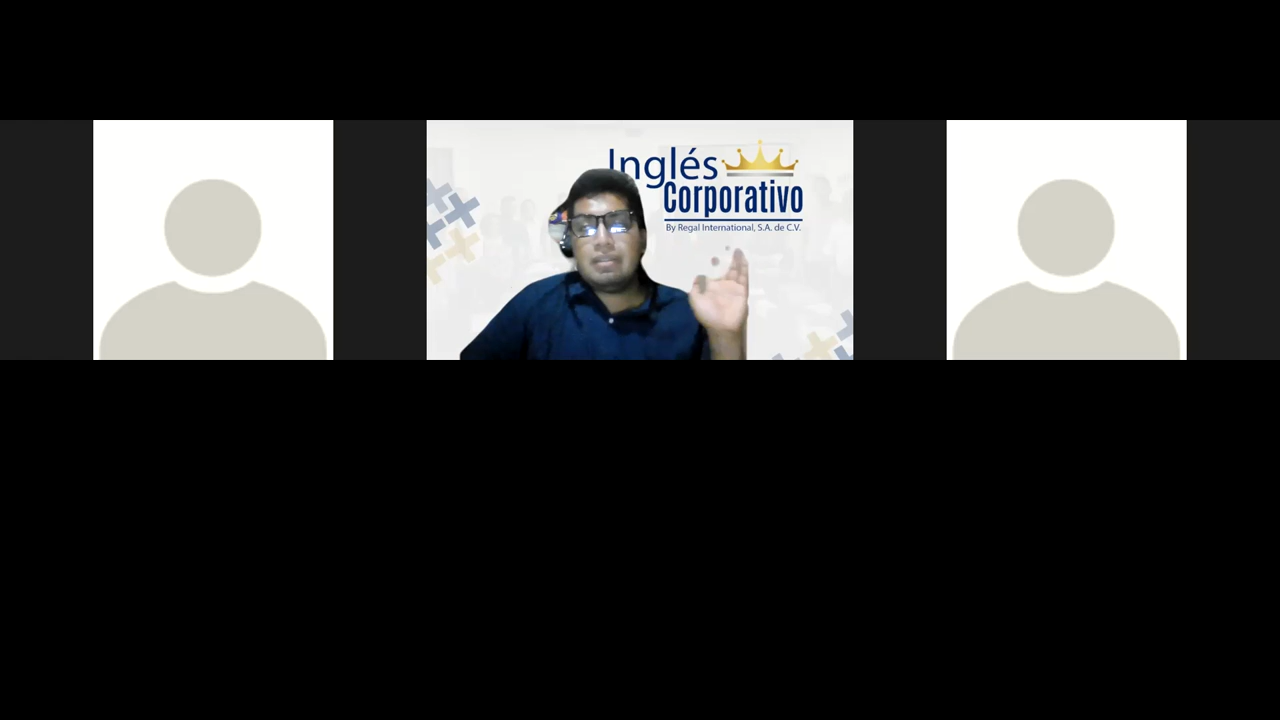 Inglés
Corporativo
By Regal International, S.A. de C.V.